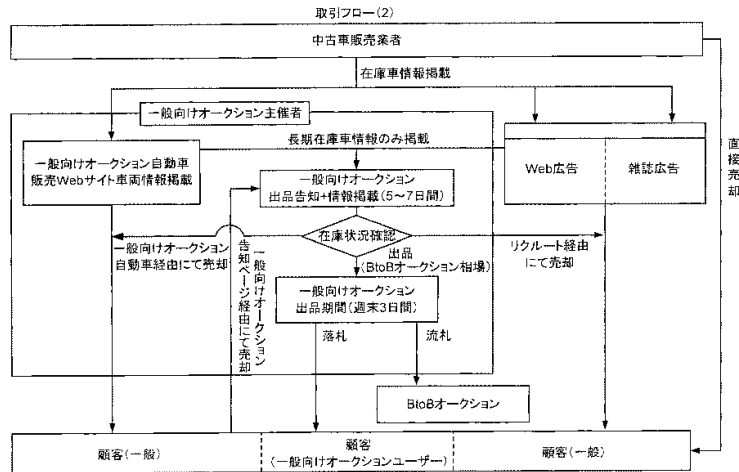 取引フロー(2)
中古車販売業者
在庫車情報掲載
一般向けオークション主催者
長期在庫車情報のみ掲載
一般向けオークション自動車
販売Webサイト車両情報掲載
Web広告
雑誌広告
直接売却
一般向けオークション
出品告知+情報掲載(5〜7日間)
在庫状況確認
一般向けオークション
自動車経由にて売却
一般向けオークション
告知ページ経由にて売却
出品
(BtoBオークション相場)
リクルート経由
にて売却
一般向けオークション
出品期間(週末3日間)
落札
流札
BtoBオークション
顧客(一般)
顧客
(一般向けオークションユーザー)
顧客(一般)